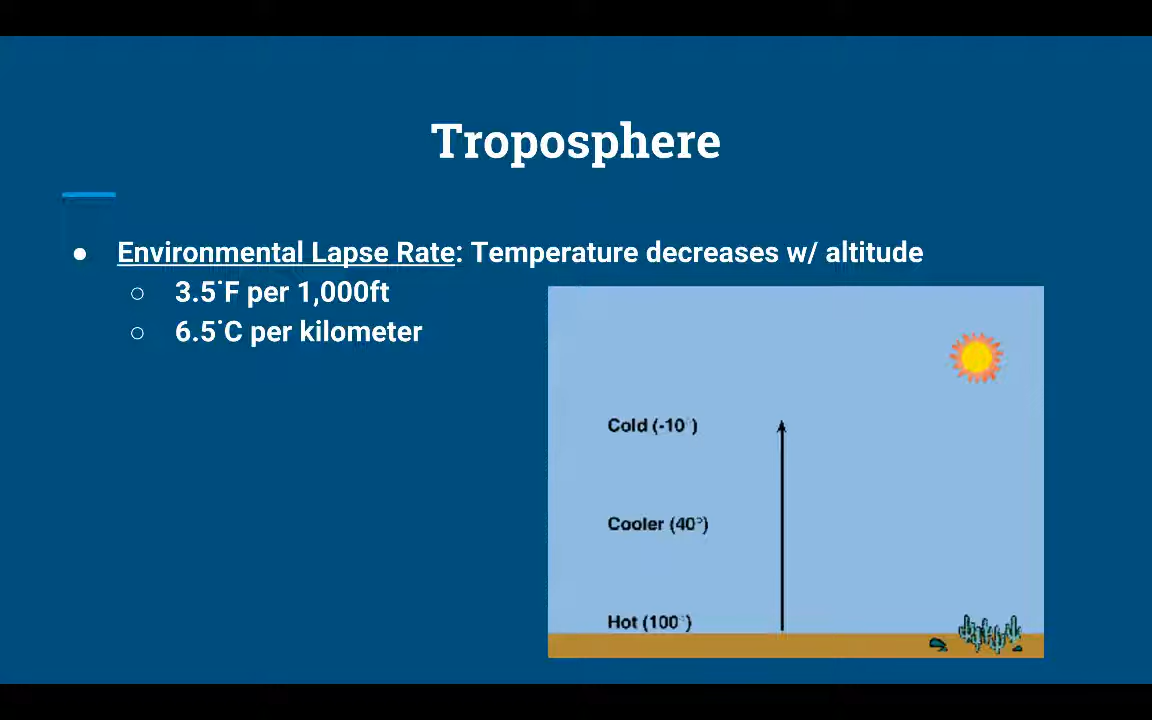 Troposphere
● Environmental Lapse Rate: Temperature decreases w/ altitude
○ 3.5˙F per 1,000ft
○ 6.5˙C per kilometer
Cold (-10°)
Cooler (40°)
Hot (100°)